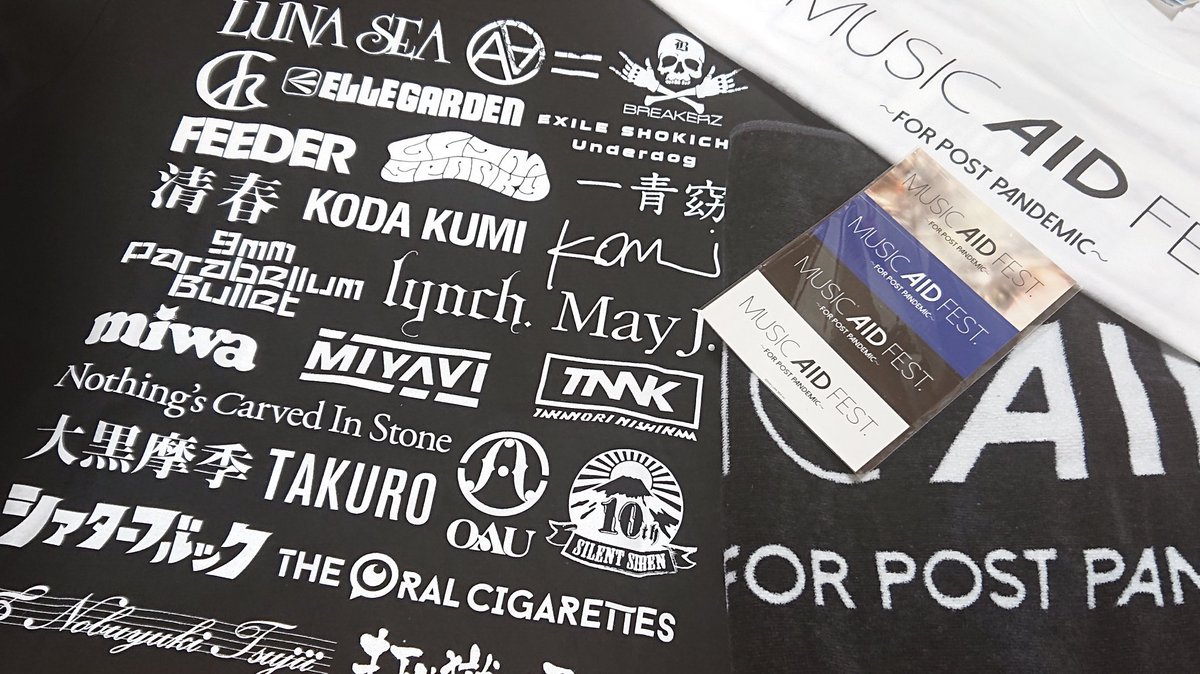 LUNA SEA
BREAKERZ
ELLEGARDEN
EXILE SHOKICH
Underdog
FEEDER
一青窈
清春
KODA KUMI
9mm
Parabellum
Bullet
lynch.
May J.
miwa
MIYAVI
TNNK
TAKANORI NISHIKAWA
Nothing's Carved In Stone
大黒摩季
TAKURO
OAU
10th
SILENT SIREN
シアターブルック
THE ORAL CIGARETTES
Nobuyuki Tsujii
MUSIC AID FE
~FOR POST PANDEMIC~
MUSIC AID FEST.
~FOR POST PANDEMIC~
MUSIC AID FEST.
~FOR POST PANDEMIC~
MUSIC AID FEST.
~FOR POST PANDEMIC~
MUSIC AID FEST.
~FOR POST PANDEMIC~
AI
FOR POST PAN